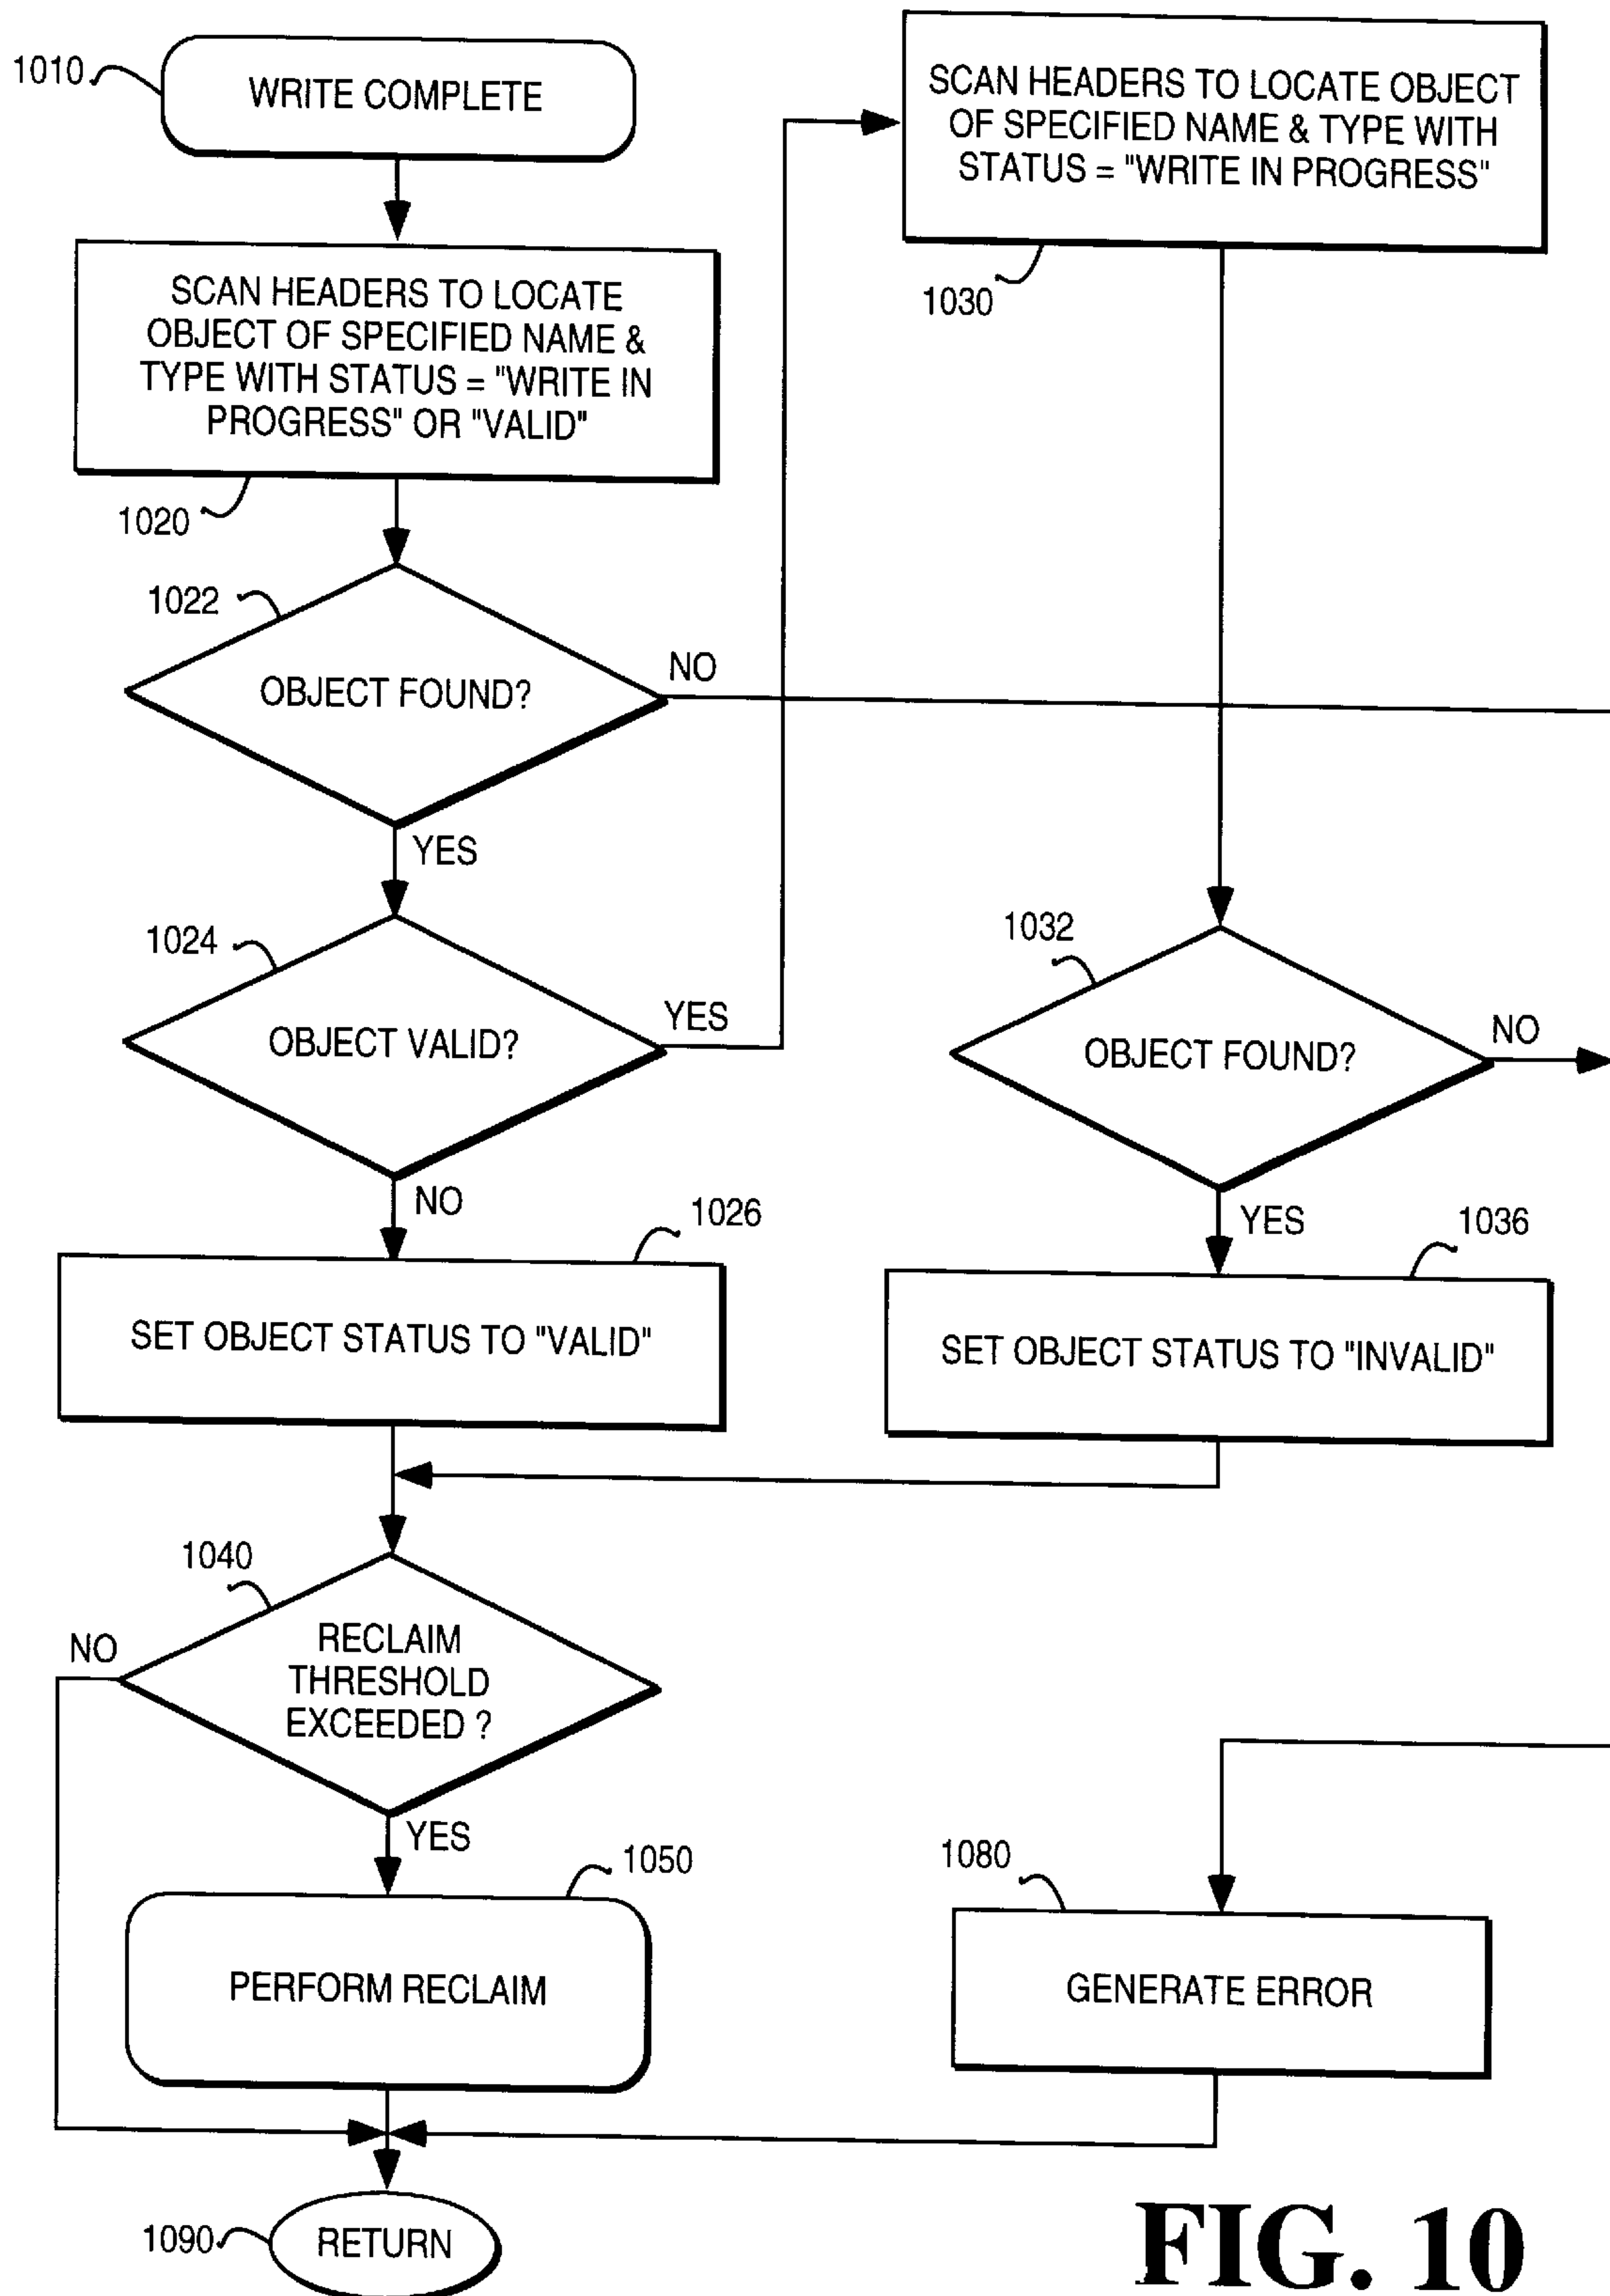 1010
WRITE COMPLETE
SCAN HEADERS TO LOCATE
OBJECT OF SPECIFIED NAME &
TYPE WITH STATUS = "WRITE IN
PROGRESS" OR "VALID"
1020
1022
OBJECT FOUND?
NO
YES
1024
OBJECT VALID?
YES
NO
1026
SET OBJECT STATUS TO "VALID"
SCAN HEADERS TO LOCATE OBJECT
OF SPECIFIED NAME & TYPE WITH
STATUS = "WRITE IN PROGRESS"
1030
1032
OBJECT FOUND?
NO
YES
1036
SET OBJECT STATUS TO "INVALID"
1040
RECLAIM
THRESHOLD
EXCEEDED ?
NO
YES
1050
PERFORM RECLAIM
1080
GENERATE ERROR
1090
RETURN
FIG. 10